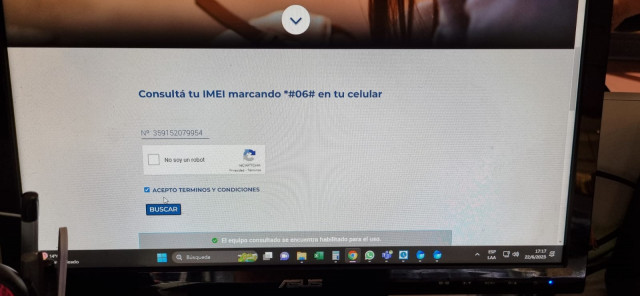 Consultá tu IMEI marcando *#06# en tu celular
Nº 359152079954
No soy un robot
reCAPTCHA
Privacidad - Términos
ACEPTO TERMINOS Y CONDICIONES
BUSCAR
El equipo consultado se encuentra habilitado para el uso.
14°
Búsqueda
ESP
LAA
17:17
22/6/2023
ASUS